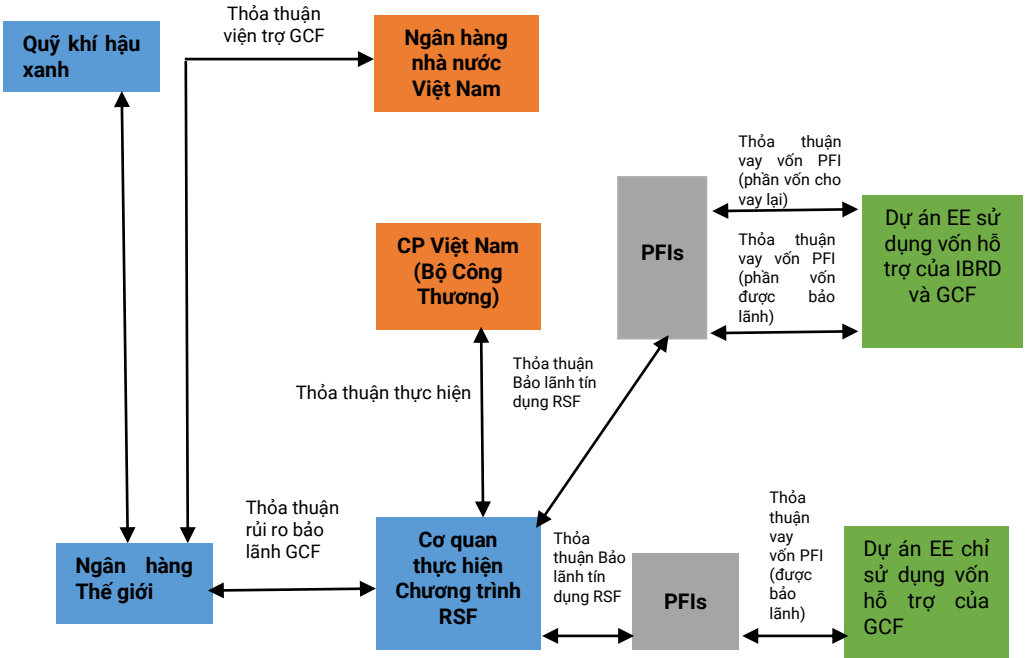 Thỏa thuận
viện trợ GCF
Quỹ khí hậu
xanh
Ngân hàng
nhà nước
Việt Nam
Thỏa thuận
vay vốn PFI
(phần vốn cho
vay lại)
PFIs
Dự án EE sử
dụng vốn hỗ
trợ của IBRD
và GCF
CP Việt Nam
(Bộ Công
Thương)
Thỏa thuận
vay vốn PFI
(phần vốn
được bảo
lãnh)
Thỏa thuận thực hiện
Thỏa thuận
Bảo lãnh tín
dụng RSF
Thỏa thuận
rủi ro bảo
lãnh GCF
Ngân hàng
Thế giới
Cơ quan
thực hiện
Chương trình
RSF
Thỏa
thuận Bảo
lãnh tín
dụng RSF
PFIs
Thỏa
thuận
vay
vốn PFI
(được
bảo
lãnh)
Dự án EE chỉ
sử dụng vốn
hỗ trợ của
GCF